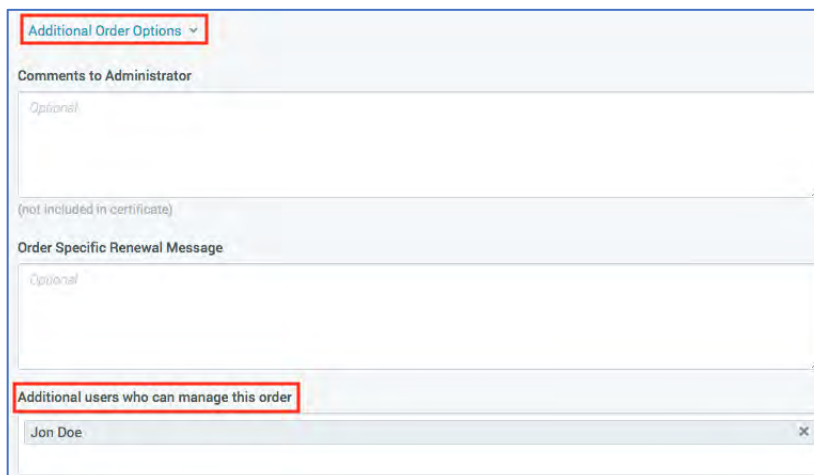 Additional Order Options
Comments to Administrator
Optional
(not included in certificate)
Order Specific Renewal Message
Optional
Additional users who can manage this order
Jon Doe